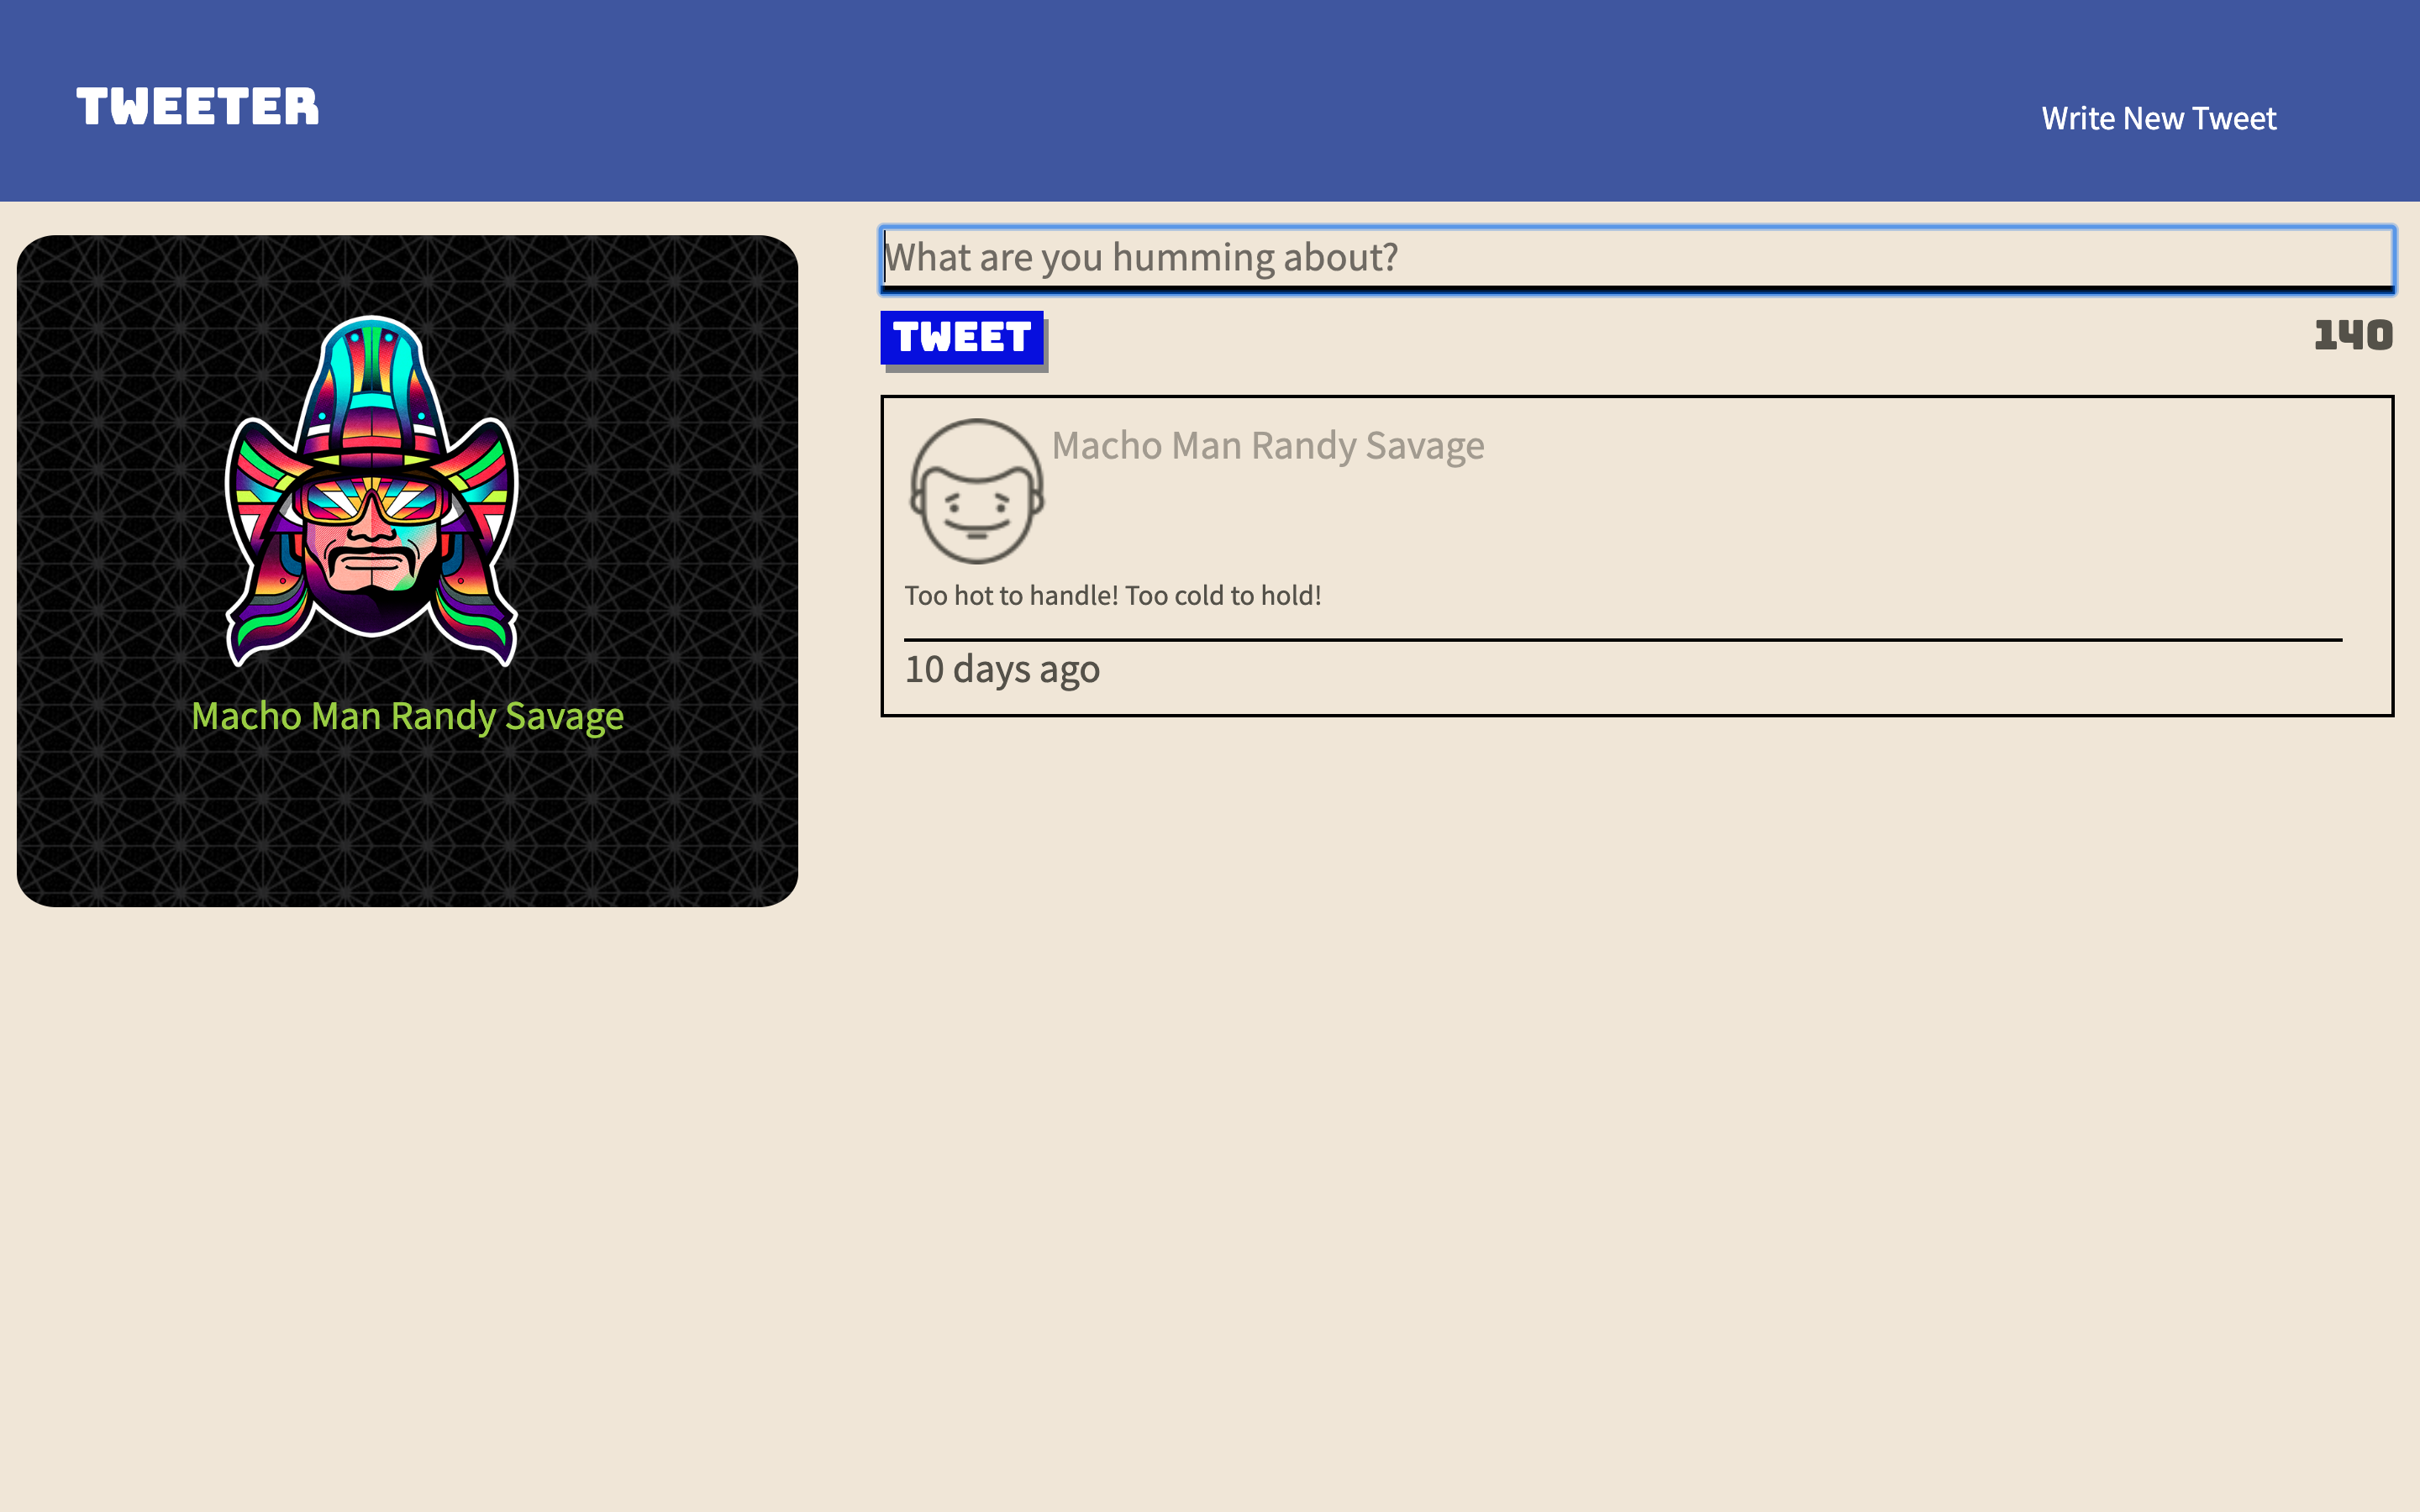 TWEETER
Write New Tweet
Macho Man Randy Savage
What are you humming about?
TWEET
140
Macho Man Randy Savage
Too hot to handle! Too cold to hold!
10 days ago